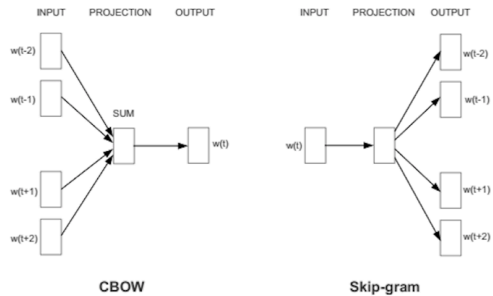 INPUT PROJECTION OUTPUT
w(t-2)
w(t-1)
SUM
w(t)
w(t+1)
w(t+2)
CBOW
INPUT PROJECTION OUTPUT
w(t-2)
w(t-1)
w(t)
w(t+1)
w(t+2)
Skip-gram